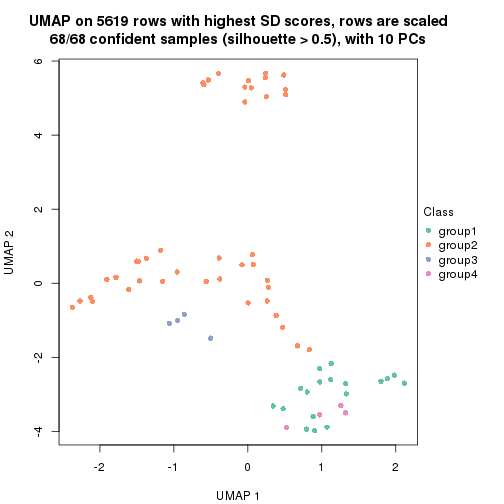 UMAP on 5619 rows with highest SD scores, rows are scaled
68/68 confident samples (silhouette > 0.5), with 10 PCs
6
4
2
0
-2
-4
UMAP 2
-2
-1
0
1
2
UMAP 1
Class
group1
group2
group3
group4